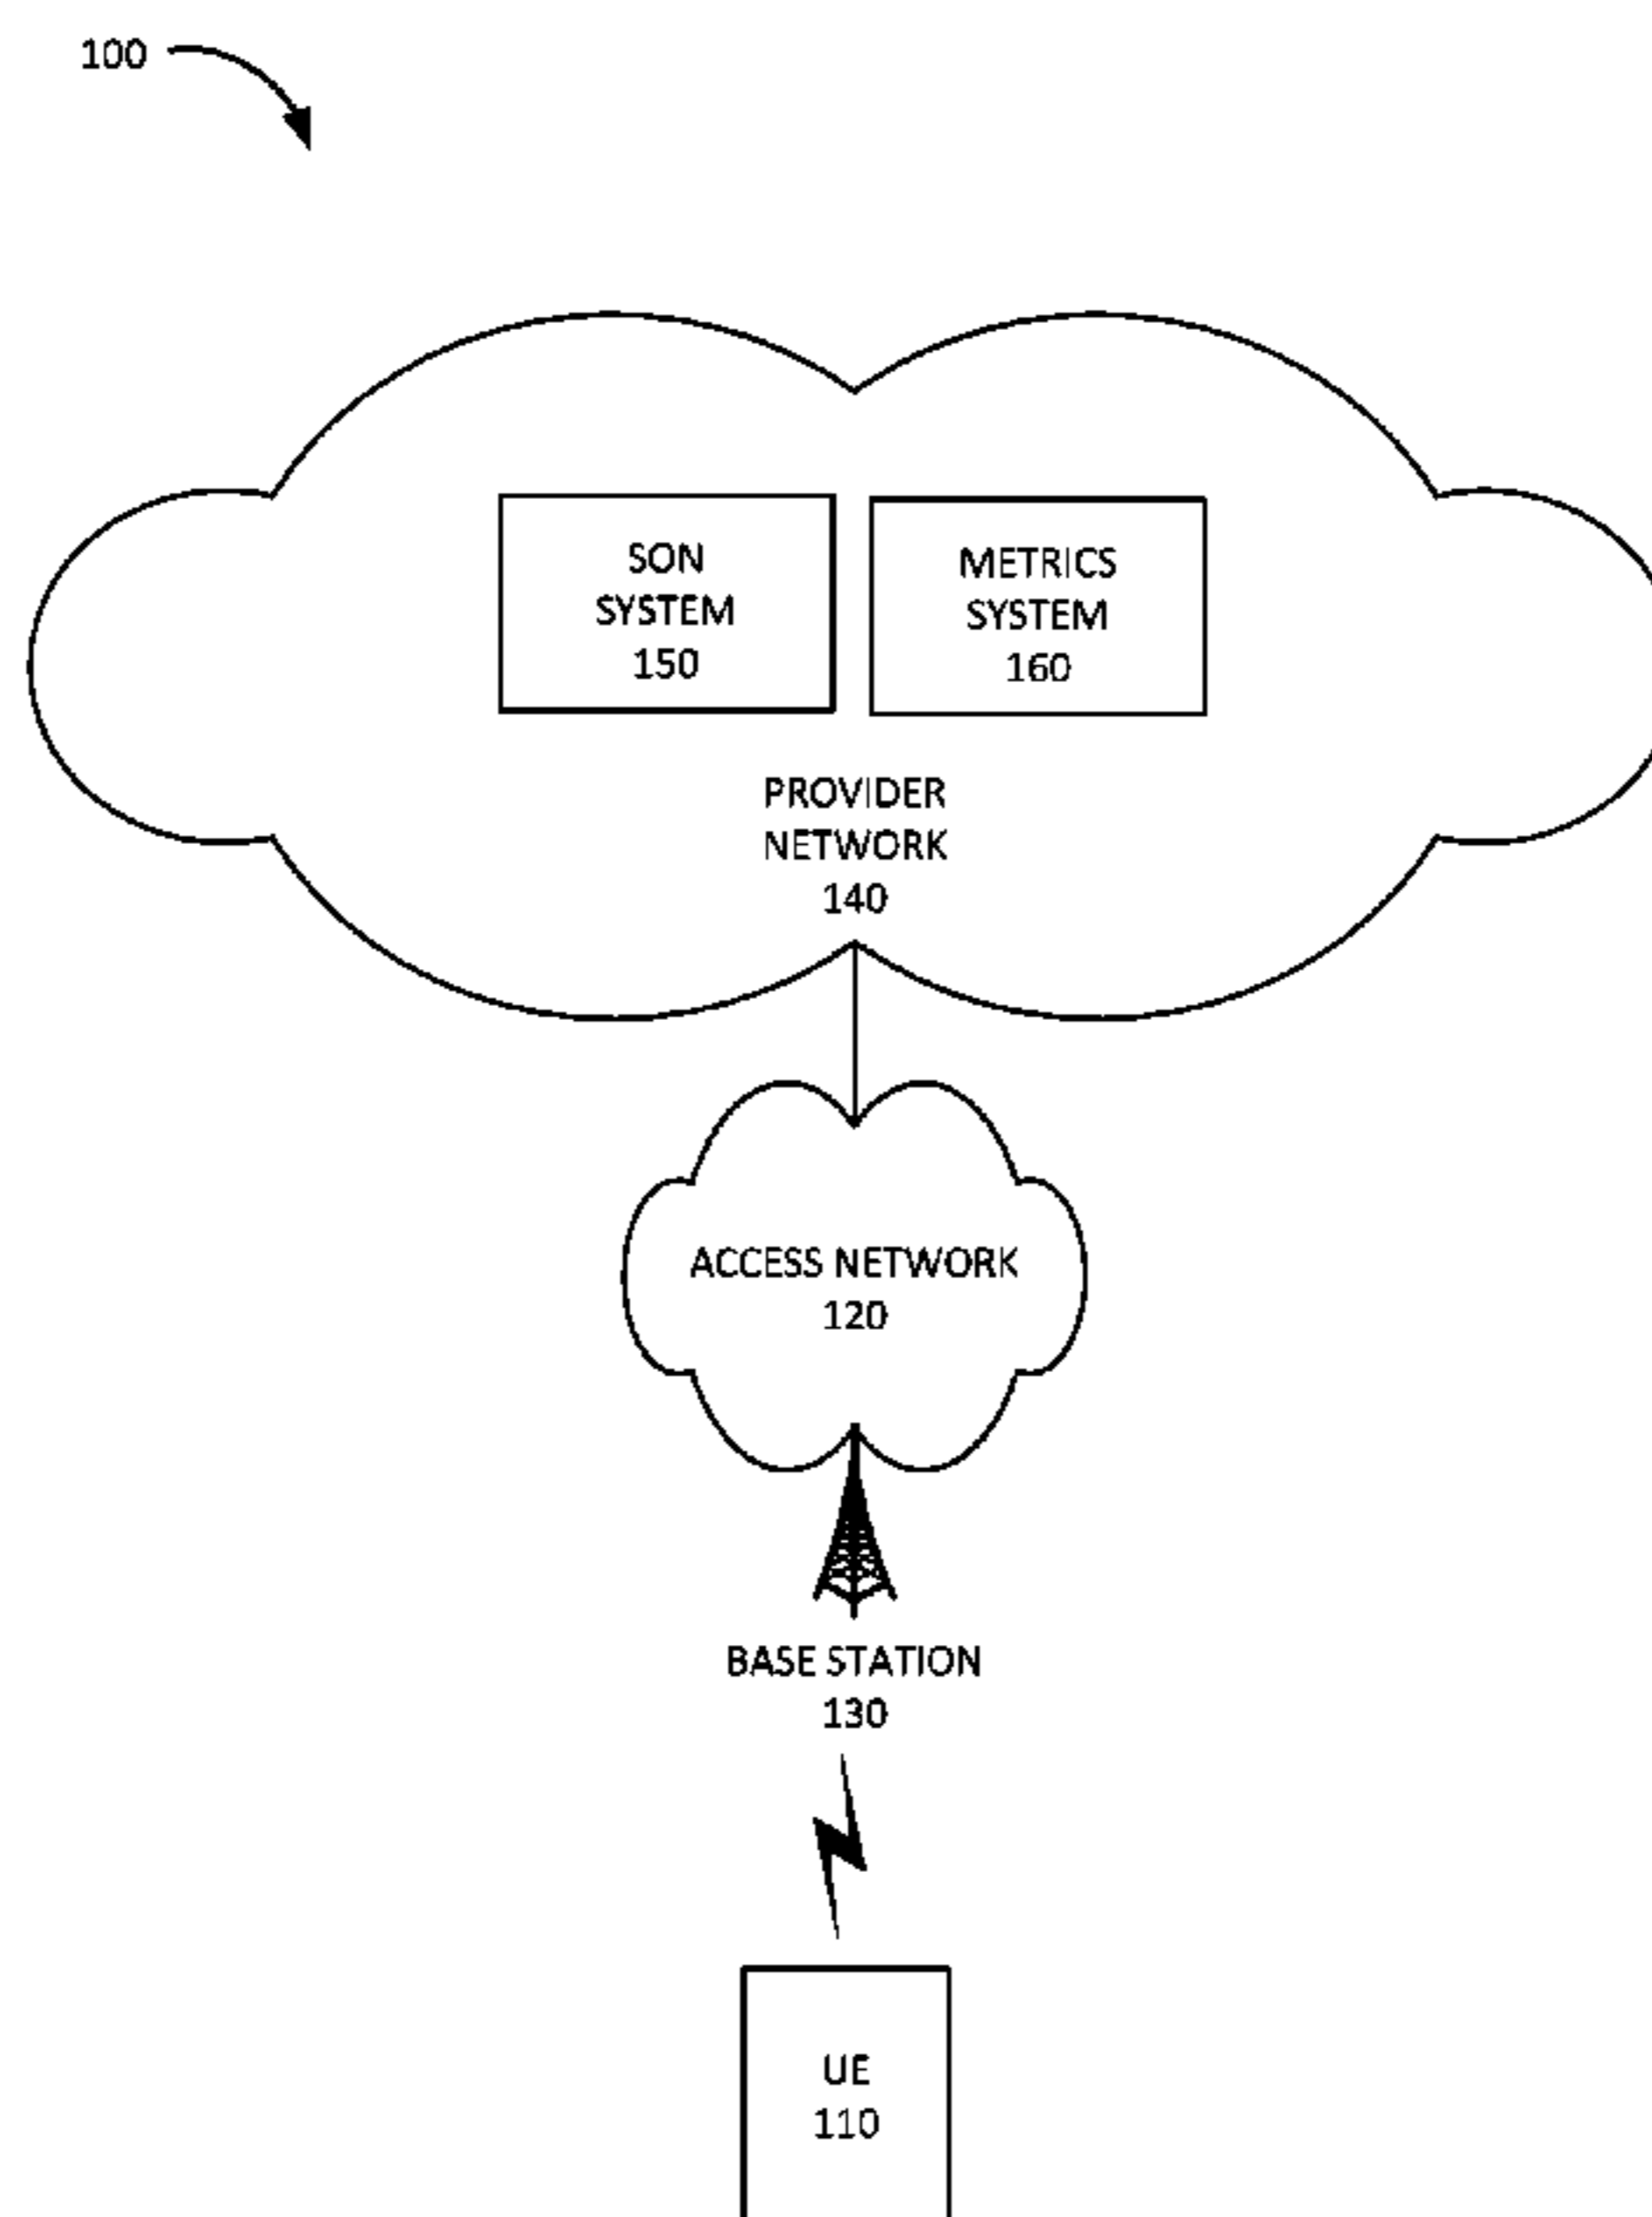 100
SON
SYSTEM
150
METRICS
SYSTEM
160
PROVIDER
NETWORK
140
ACCESS NETWORK
120
BASE STATION
130
UE
110